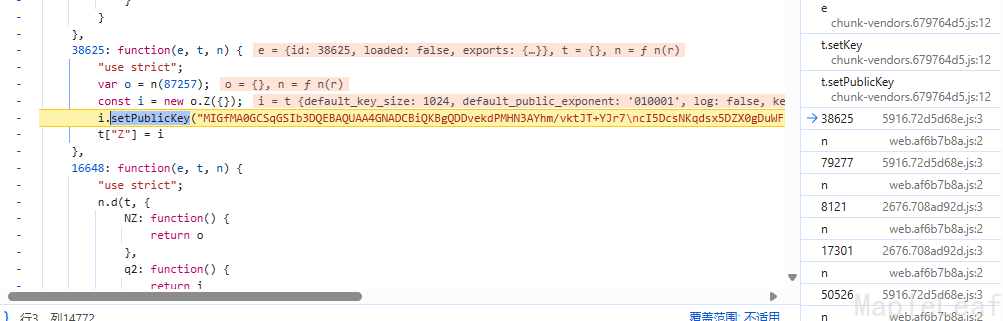 }
}
},
38625: function(e, t, n) { e = {id: 38625, loaded: false, exports: {…}}, t = {}, n = ƒ n(r)
"use strict";
var o = n(87257); o = {}, n = ƒ n(r)
const i = new o.Z({}); i = t {default_key_size: 1024, default_public_exponent: '010001', log: false, ke
i.setPublicKey("MIGfMA0GCSqGSIb3DQEBAQUAA4GNADCBiQKBgQDDvekdPMHN3AYhm/vktJT+YJr7\ncI5DcsNKqdsx5DZX0gDuWF
t["Z"] = i
},
16648: function(e, t, n) {
"use strict";
n.d(t, {
NZ: function() {
return o
},
q2: function() {
return i
} 行3，列14772
覆盖范围: 不适用
e
chunk-vendors.679764d5.js:12
t.setKey
chunk-vendors.679764d5.js:12
t.setPublicKey
chunk-vendors.679764d5.js:12
38625 5916.72d5d68e.js:3
n web.af6b7b8a.js:2
79277 5916.72d5d68e.js:3
n web.af6b7b8a.js:2
8121 2676.708ad92d.js:3
n web.af6b7b8a.js:2
17301 2676.708ad92d.js:3
n web.af6b7b8a.js:2
50526 5916.72d5d68e.js:3
MapleLeaf